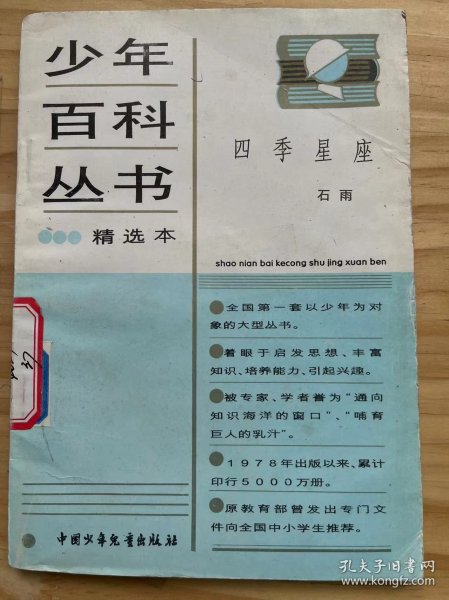 少年
百科
丛书
精选本
四季星座
石雨
shao nian bai kecong shu jing xuan ben
全国第一套以少年为对
象的大型丛书。
着眼于启发思想、丰富
知识、培养能力、引起兴趣。
被专家、学者誉为“通向
知识海洋的窗口”、“哺育
巨人的乳汁”。
1978年出版以来、累计
印行5000万册。
原教育部曾发出专门文
件向全国中小学生推荐。
中国少年儿童出版社
孔夫子旧书网
www.kongfz.com